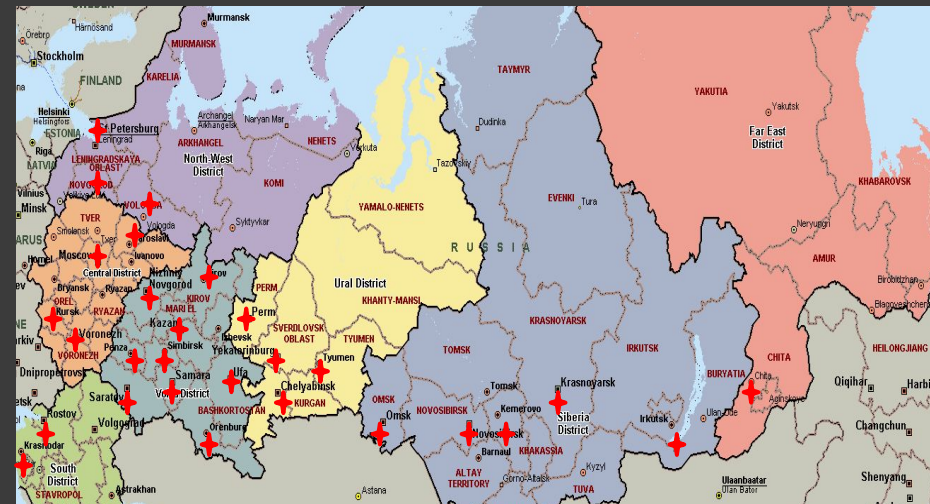 SWEDEN
Murmansk
Härnösand
Örebro
Stockholm
MURMANSK
TAYMYR
KARELIA
FINLAND
YAKUTIA
Helsinki
Helsingfors
Archangel
Arkhangelsk
Naryan Mar
Dudinka
Yakutsk
St.Petersburg
Leningrad
ESTONIA
Riga
ARKHANGEL
NENETS
Vorkuta
Far East
District
LATVIA
LENINGRADSKAYA
OBLAST'
North-West
District
Tazovskiy
KHABAROVSK
KOMI
Vilnius
NOVGOROD
Velikiye Luki
VOLOGDA
YAMALO-NENETS
EVENKI
Tura
Minsk
TVER
Vologda
Syktyvkar
Smolensk
Tver
Yaroslavl
RUSSIA
Neryungri
ARUS
Homel
Moscow
Ivanovo
Central District
Nizhniy
Novgorod
Kirov
AMUR
Bryansk
Ryazan
OREL
Kursk
RYAZAN
MARI EL
KIROV
PERM
Perm
Ural District
KHANTY-MANSI
Birobidzhan
Blagoveshchensk
Kazan
KRASNOYARSK
Voronezh
VORONEZH
Penza
Simbirsk
Izhevsk
SVERDLOVSK
OBLAST
TYUMEN
Yekaterinburg
Tyumen
TOMSK
IRKUTSK
HEILONGJIANG
Dnipropetrovsk
Samara
Ufa
Chelyabinsk
KURGAN
BURYATIA
CHITA
Chita
Aginskoye
Qiqihar
Saratov
Volga District
BASHKORTOSTAN
OMSK
Omsk
NOVOSIBIRSK
Tomsk
Kemerovo
Krasnoyarsk
Siberia
District
Irkutsk
Ulan-Ude
Rostov
Volgograd
Orenburg
Novosibirsk
Barnaul
KHAKASSIA
Changchun
Krasnodar
South
District
STAVROPOL
Astrakhan
Astana
ALTAY
TERRITORY
Gorno-Altaysk
Kyzyl
TUVA
Ulaanbaatar
Ulan Bator
Shenyang